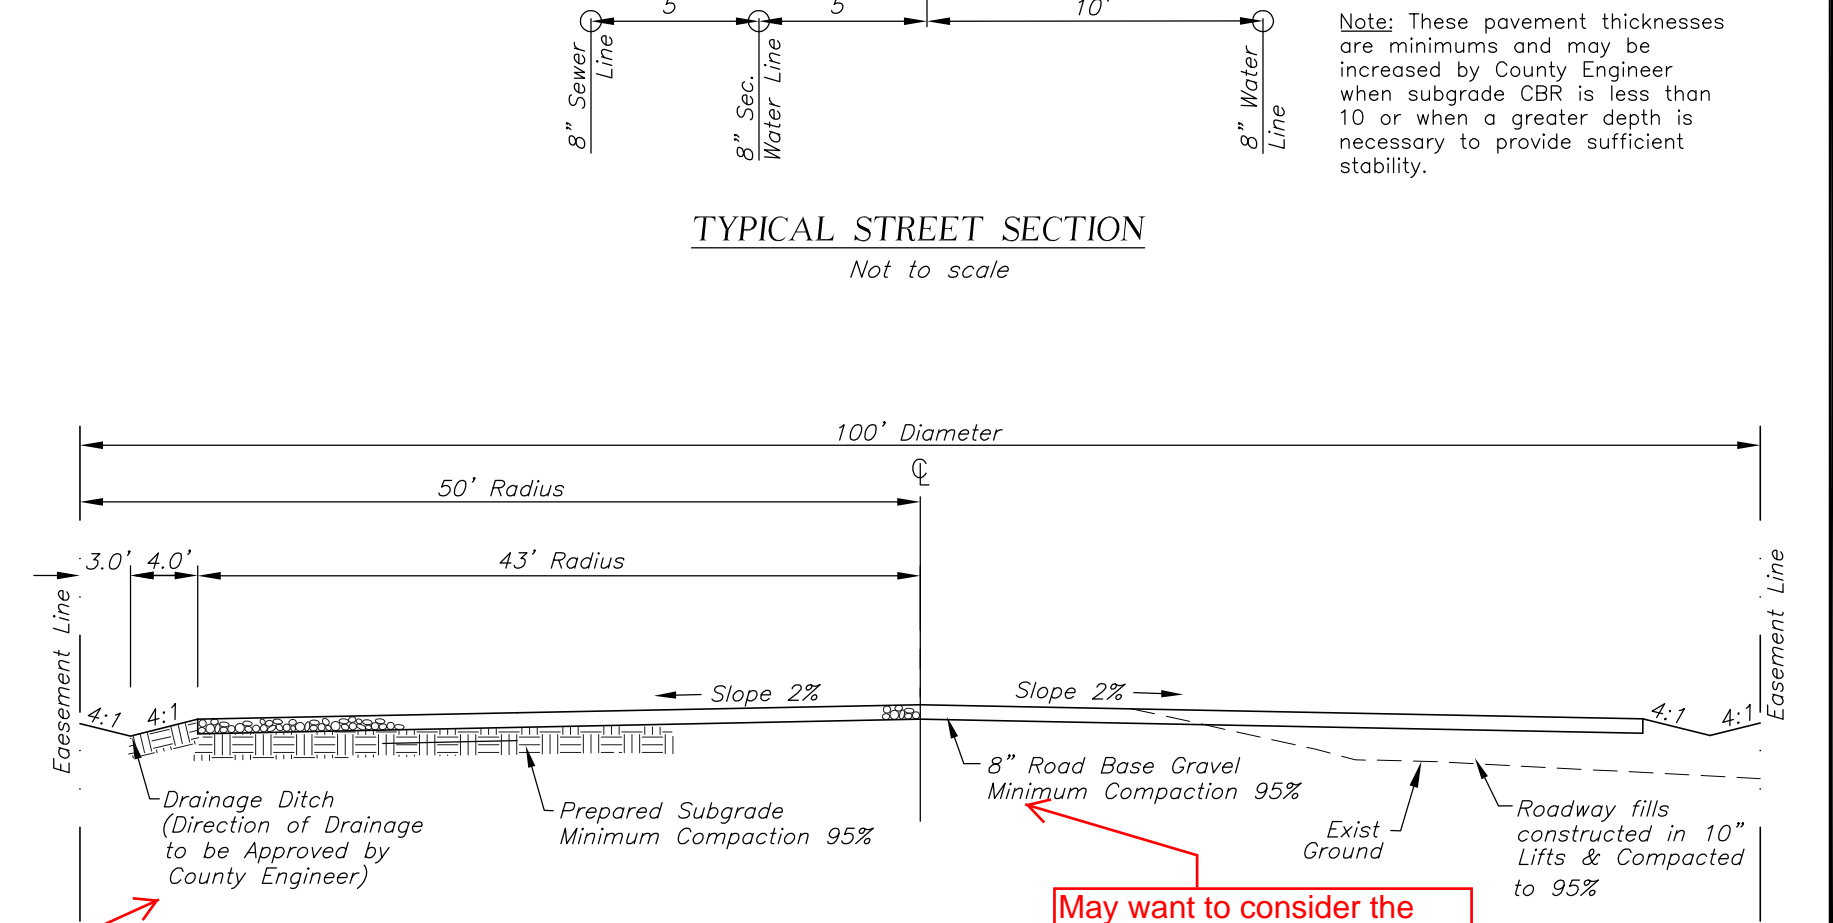 5'
5'
10'
8" Sewer
Line
8" Sec.
Water Line
8" Water
Line
Note: These pavement thicknesses
are minimums and may be
increased by County Engineer
when subgrade CBR is less than
10 or when a greater depth is
necessary to provide sufficient
stability.
TYPICAL STREET SECTION
Not to scale
100' Diameter
℄
50' Radius
3.0'
4.0'
43' Radius
Eaesement Line
Easement Line
4:1
4:1
Slope 2%
Slope 2%
4:1
4:1
Drainage Ditch
(Direction of Drainage
to be Approved by
County Engineer)
Prepared Subgrade
Minimum Compaction 95%
8" Road Base Gravel
Minimum Compaction 95%
Exist
Ground
Roadway fills
constructed in 10"
Lifts & Compacted
to 95%
May want to consider the